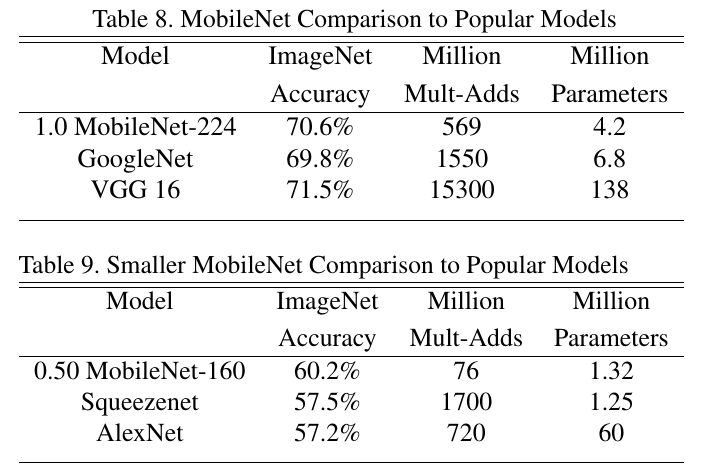 Table 8. MobileNet Comparison to Popular Models
Model ImageNet Million Million
Accuracy Mult-Adds Parameters
1.0 MobileNet-224 70.6% 569 4.2
GoogleNet 69.8% 1550 6.8
VGG 16 71.5% 15300 138
Table 9. Smaller MobileNet Comparison to Popular Models
Model ImageNet Million Million
Accuracy Mult-Adds Parameters
0.50 MobileNet-160 60.2% 76 1.32
Squeezenet 57.5% 1700 1.25
AlexNet 57.2% 720 60